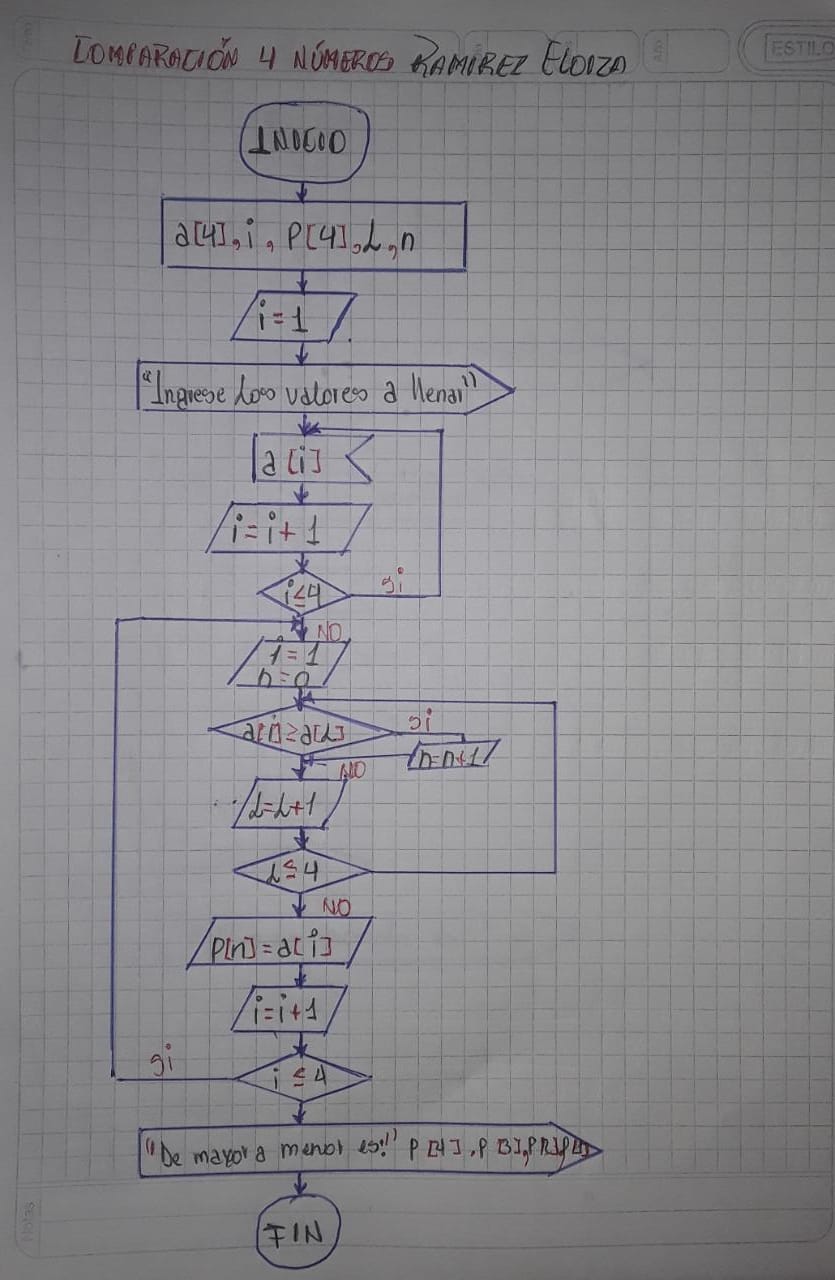 COMPARACIÓN 4 NÚMEROS RAMIREZ ELOIZA
ESTILO
INICIO
a[4], i, P[4], L, n
i=1
"Ingrese Los valores a llenar"
a[i]
i=i+1
i≤4
si
NO
i=1
n=0
a[i]≥a[L]
si
n=n+1
NO
L=L+1
L≤4
NO
P[n]=a[i]
i=i+1
i≤4
si
"De mayor a menor es:" P[4], P[3], P[2], P[1]
FIN
Notas